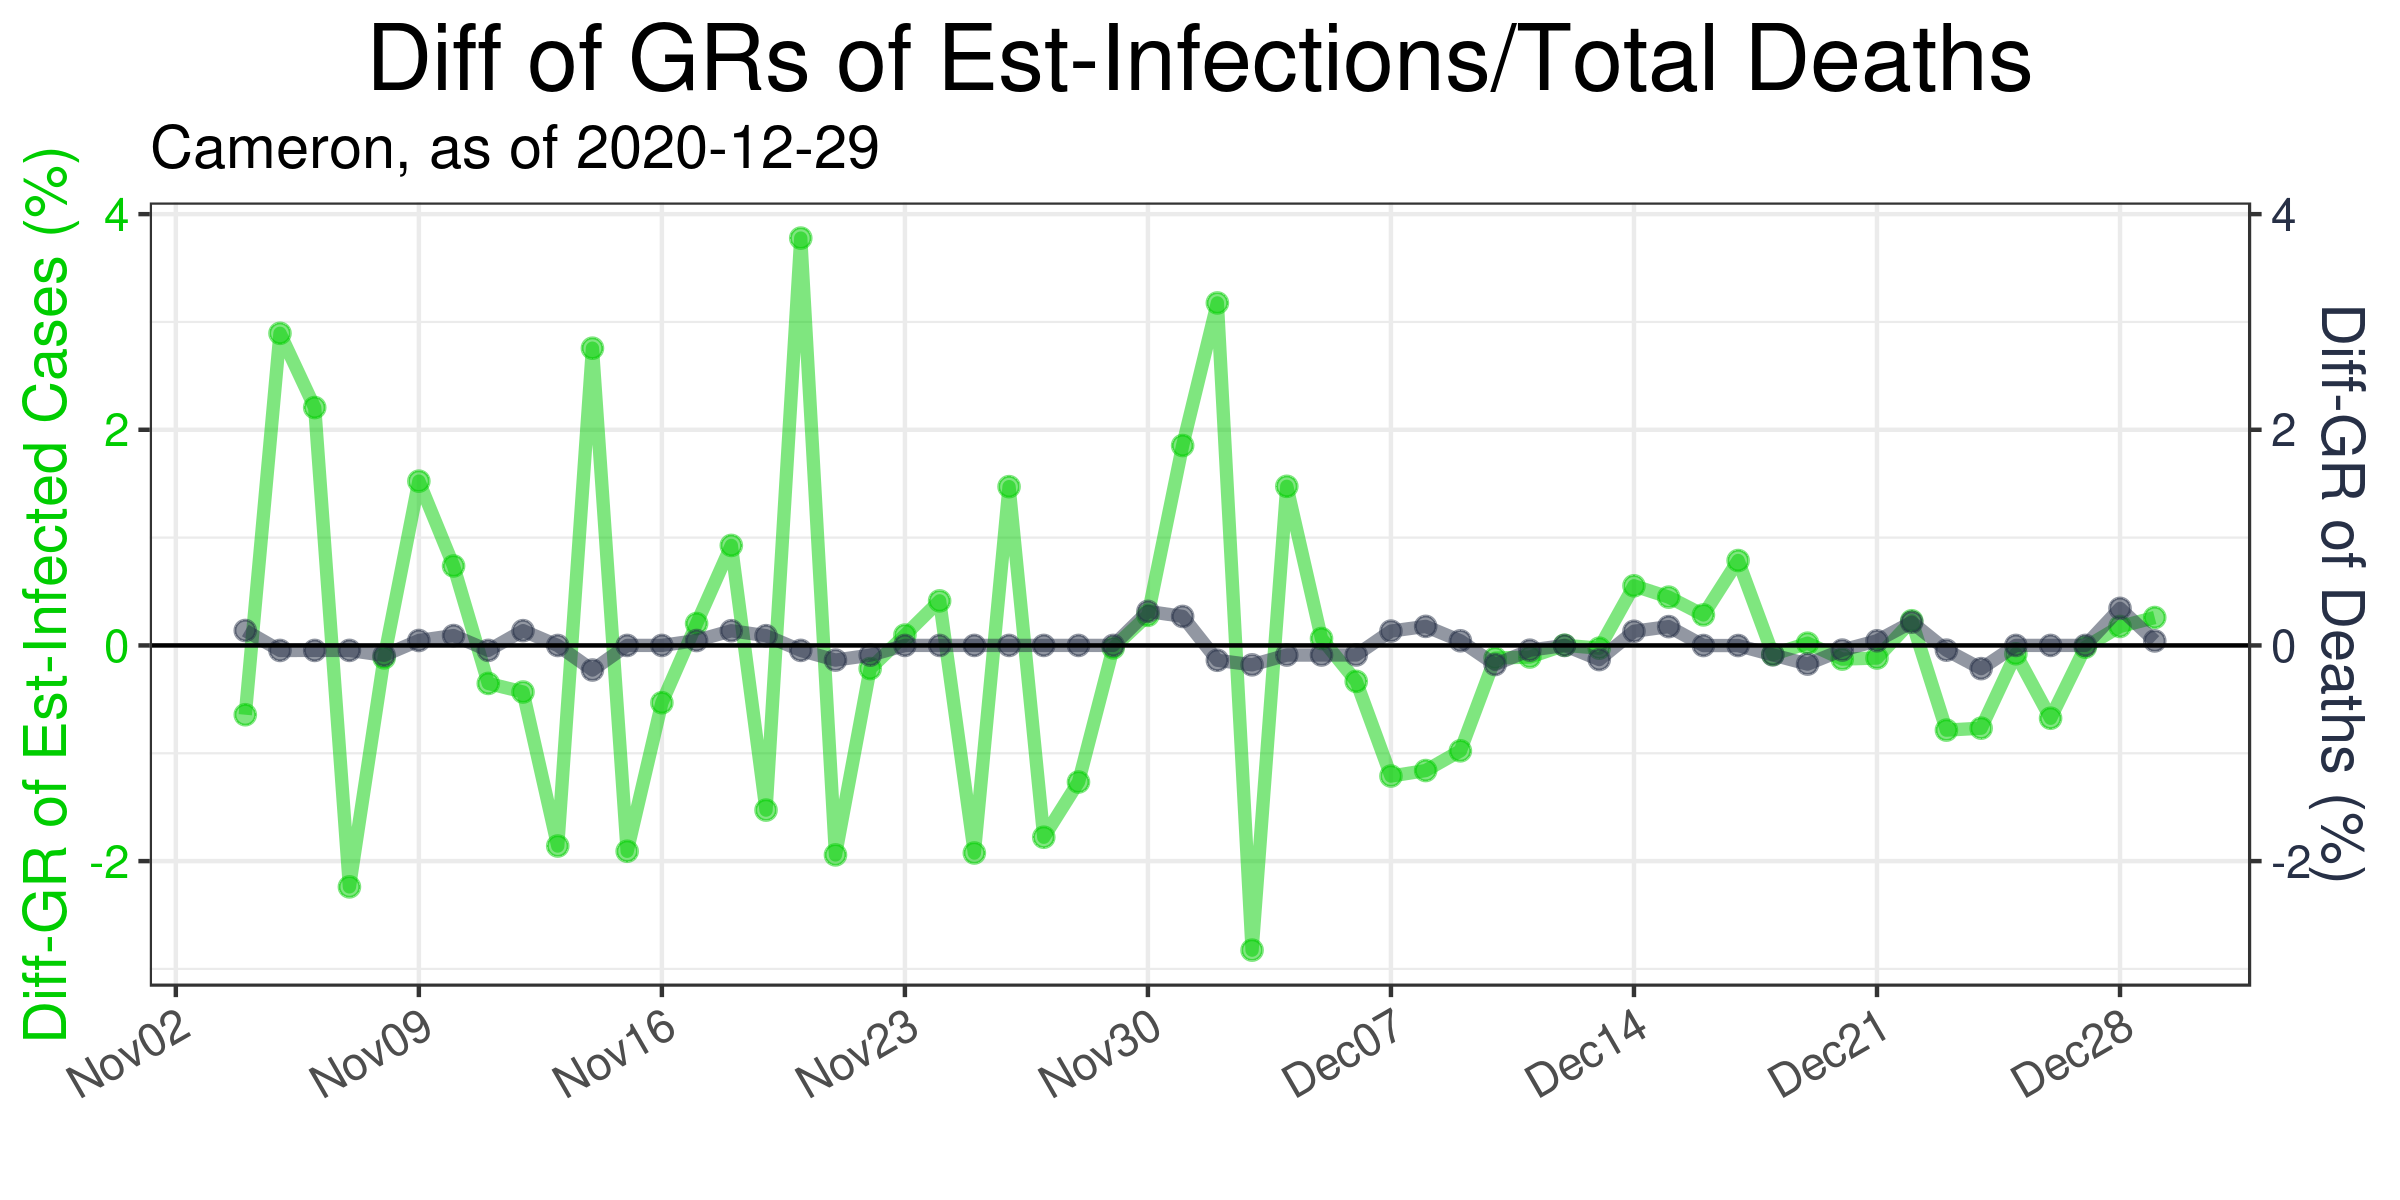 Diff of GRs of Est-Infections/Total Deaths
Cameron, as of 2020-12-29
Diff-GR of Est-Infected Cases (%)
4
2
0
-2
4
2
0
-2
Diff-GR of Deaths (%)
Nov02
Nov09
Nov16
Nov23
Nov30
Dec07
Dec14
Dec21
Dec28